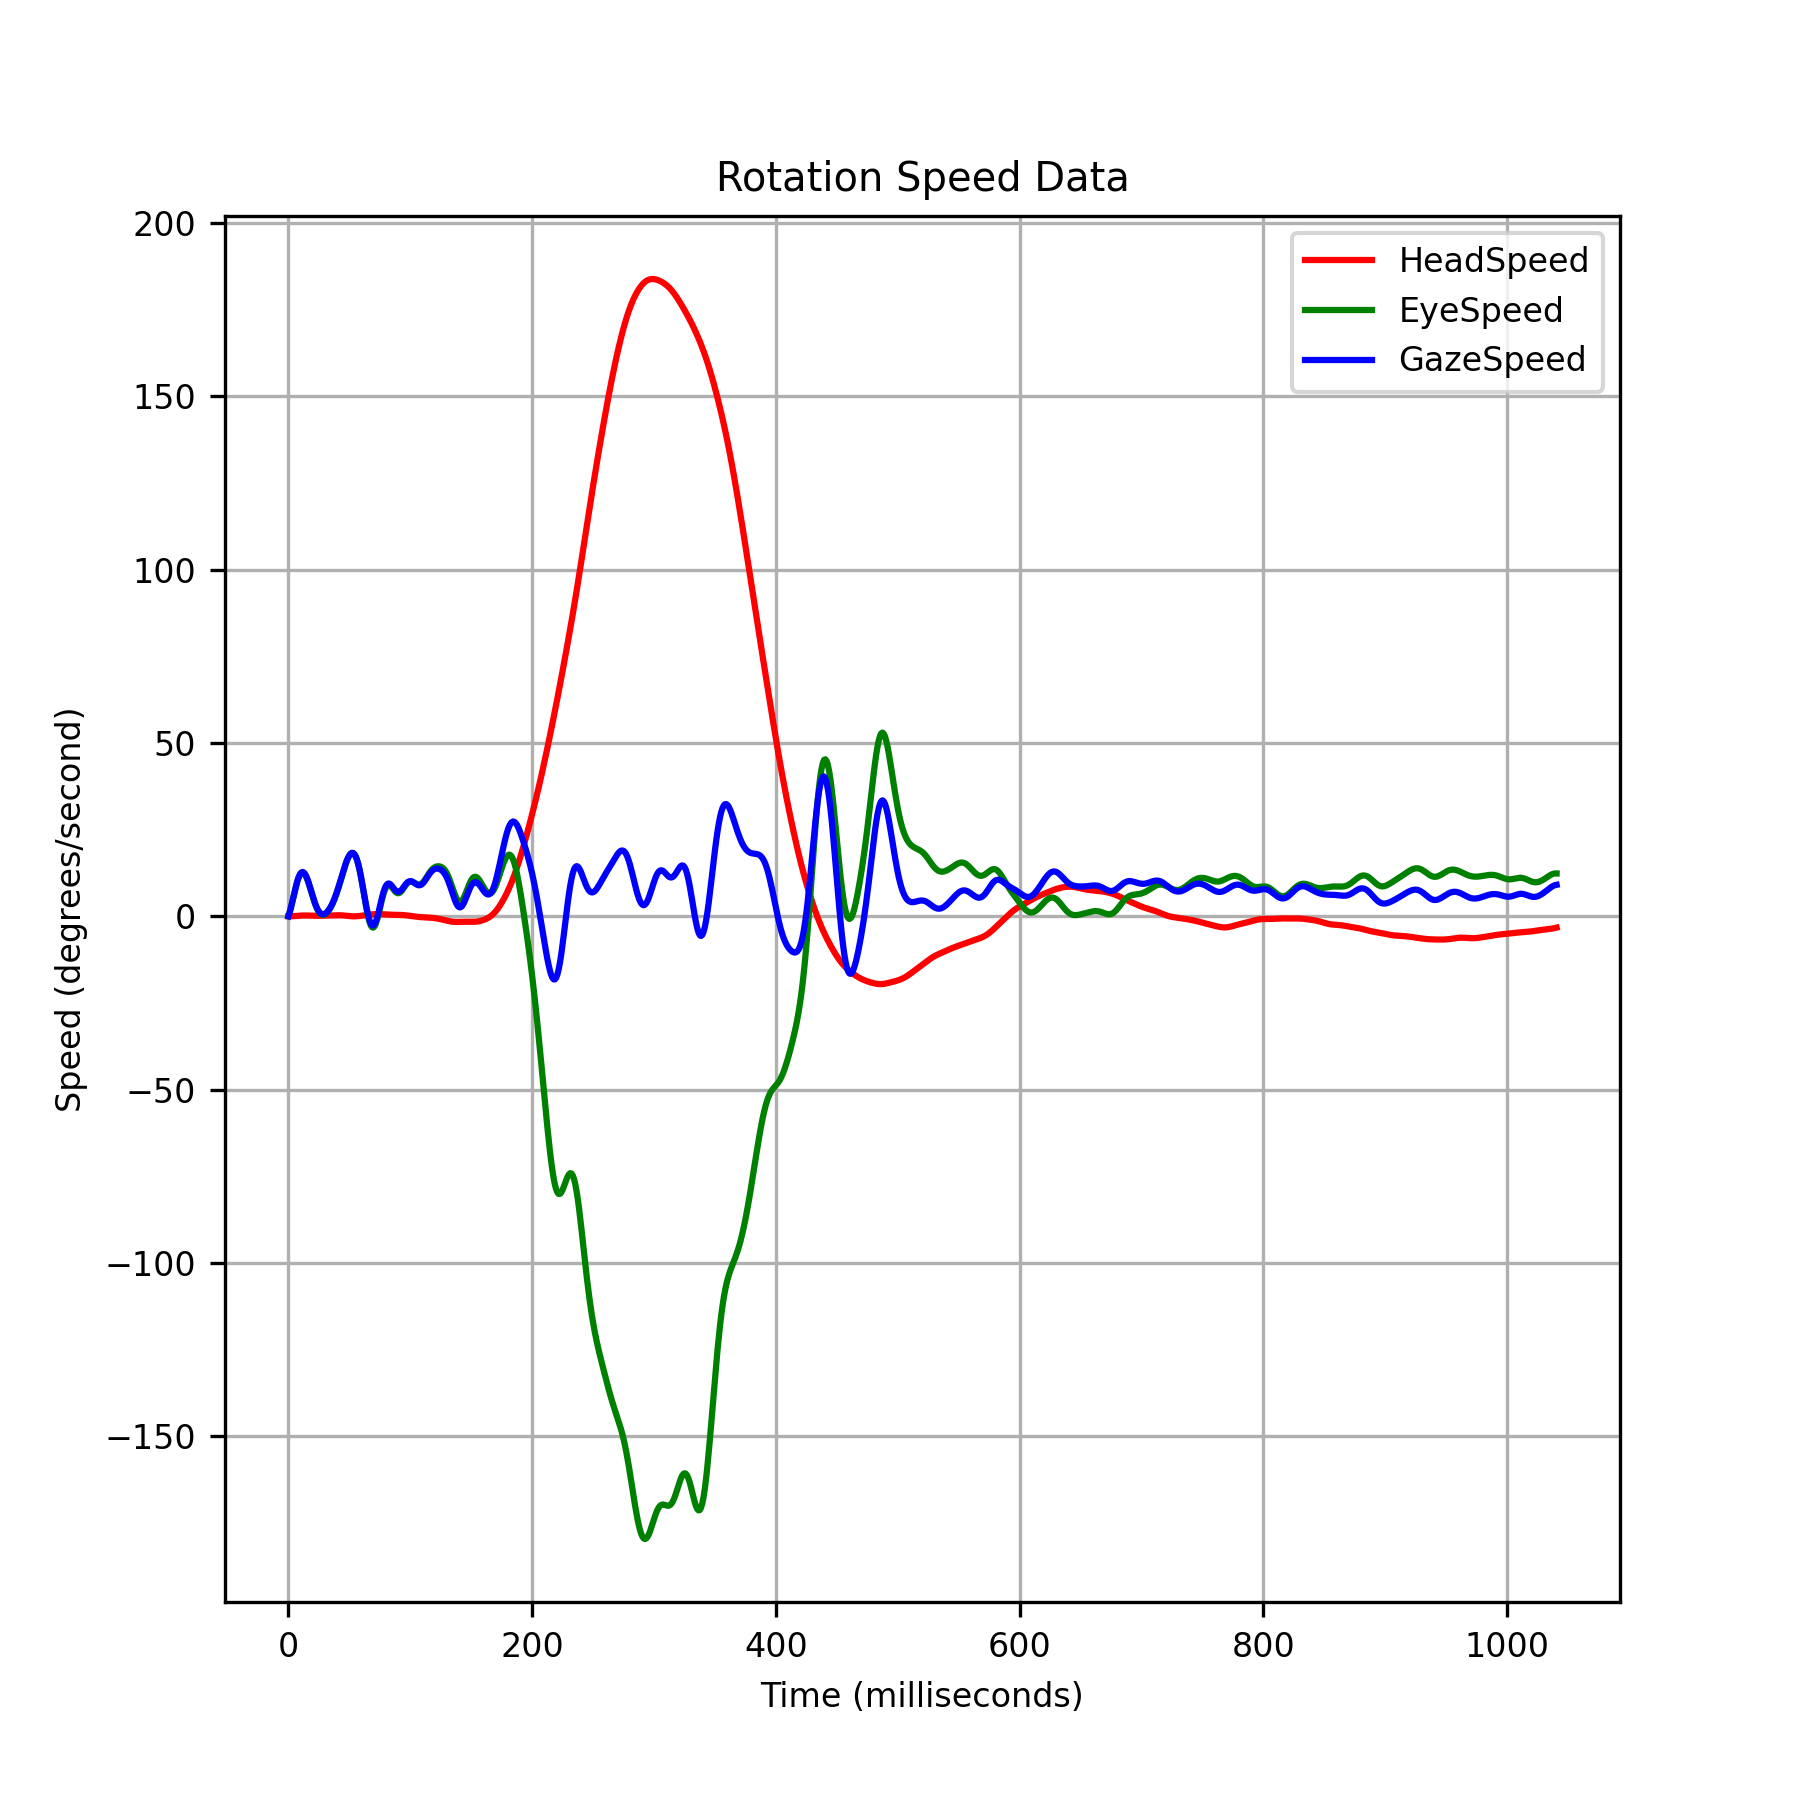 Rotation Speed Data
200
150
100
50
0
−50
−100
−150
Speed (degrees/second)
HeadSpeed
EyeSpeed
GazeSpeed
0 200 400 600 800 1000
Time (milliseconds)